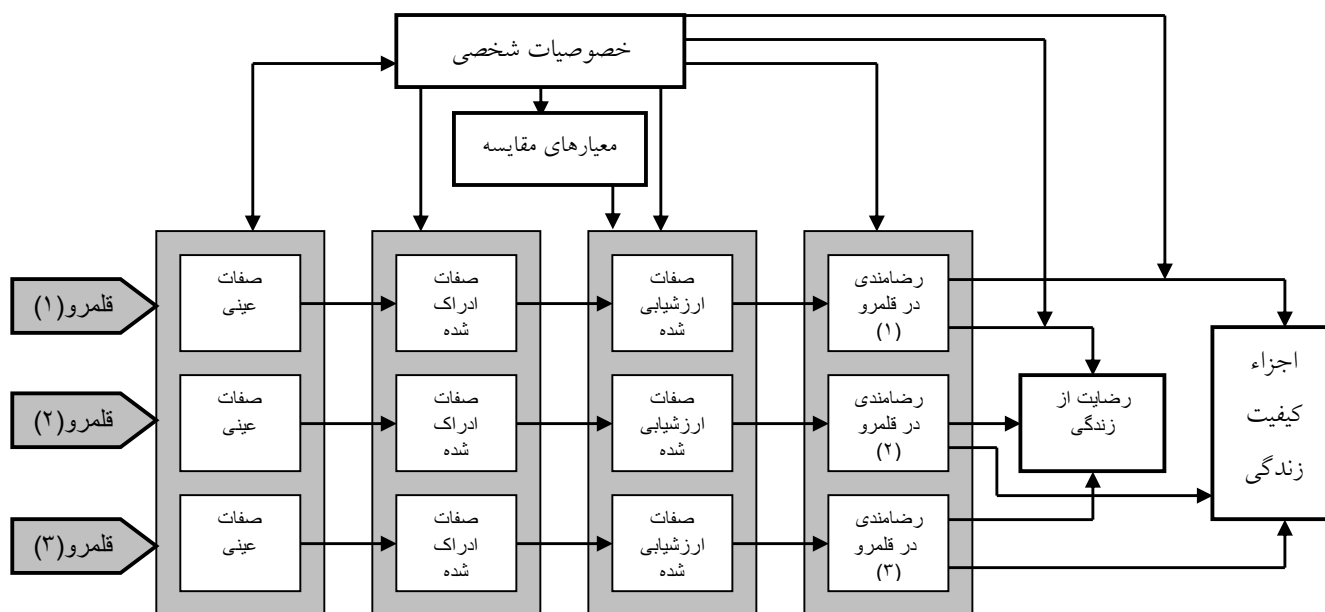 خصوصیات شخصی
معیارهای مقایسه
قلمرو(۱)
صفات
عینی
صفات
ادراک
شده
صفات
ارزشیابی
شده
رضامندی
در قلمرو
(۱)
قلمرو(۲)
صفات
عینی
صفات
ادراک
شده
صفات
ارزشیابی
شده
رضامندی
در قلمرو
(۲)
قلمرو(۳)
صفات
عینی
صفات
ادراک
شده
صفات
ارزشیابی
شده
رضامندی
در قلمرو
(۳)
رضایت از
زندگی
اجزاء
کیفیت
زندگی